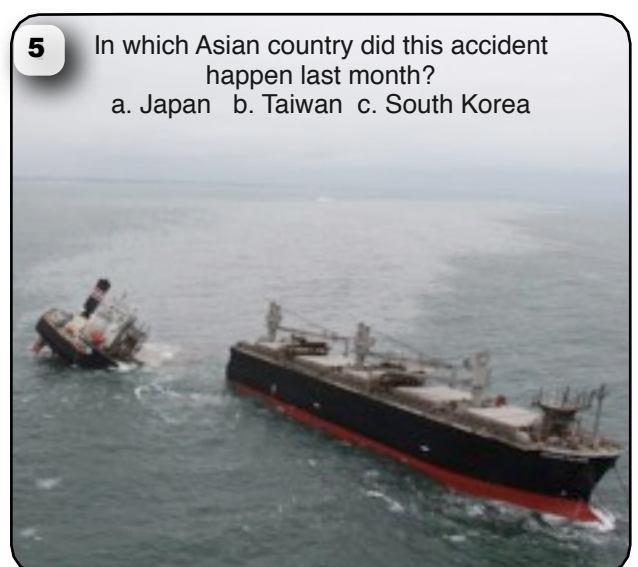 5
In which Asian country did this accident
happen last month?
a. Japan b. Taiwan c. South Korea